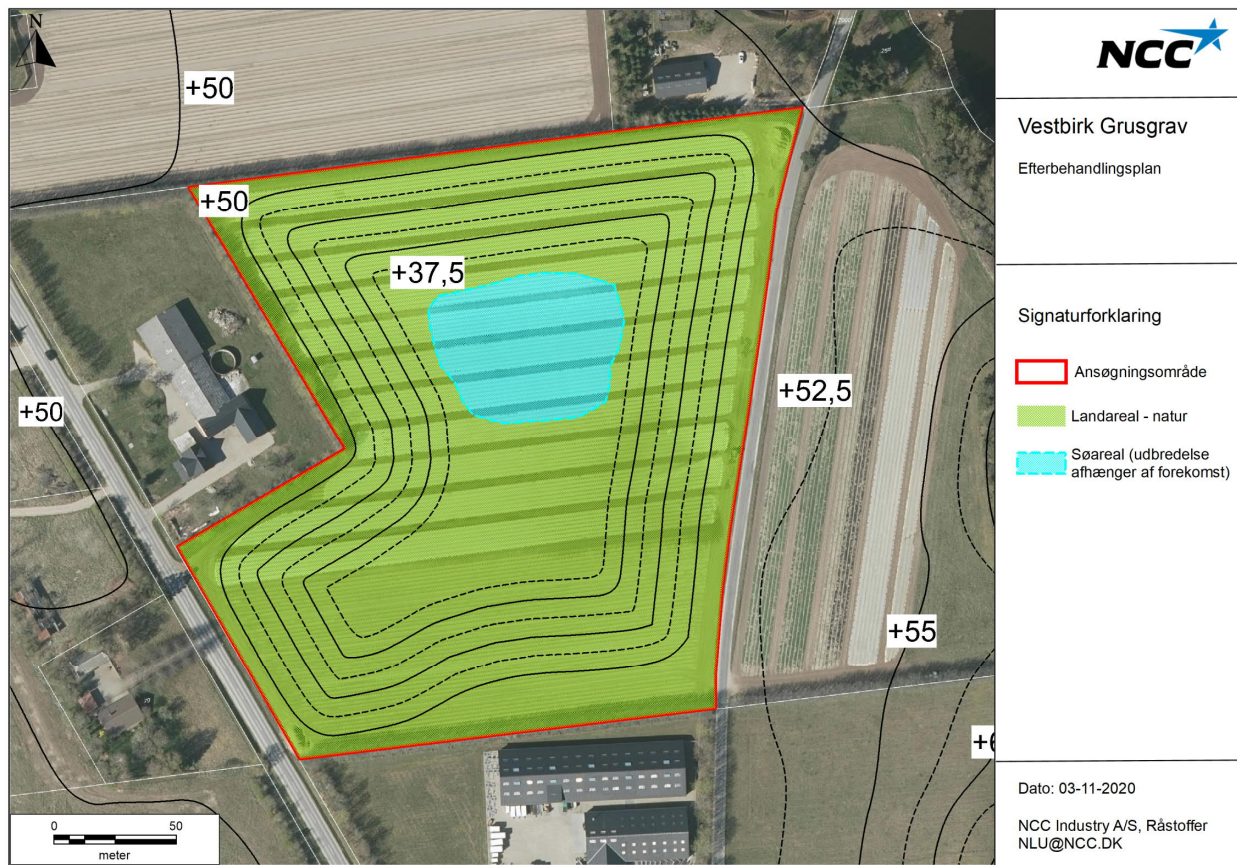 N
+50
+50
+37,5
+50
+52,5
+55
0
50
meter
NCC
Vestbirk Grusgrav
Efterbehandlingsplan
Signaturforklaring
Ansøgningsområde
Landareal - natur
Søareal (udbredelse
afhænger af forekomst)
Dato: 03-11-2020
NCC Industry A/S, Råstoffer
NLU@NCC.DK